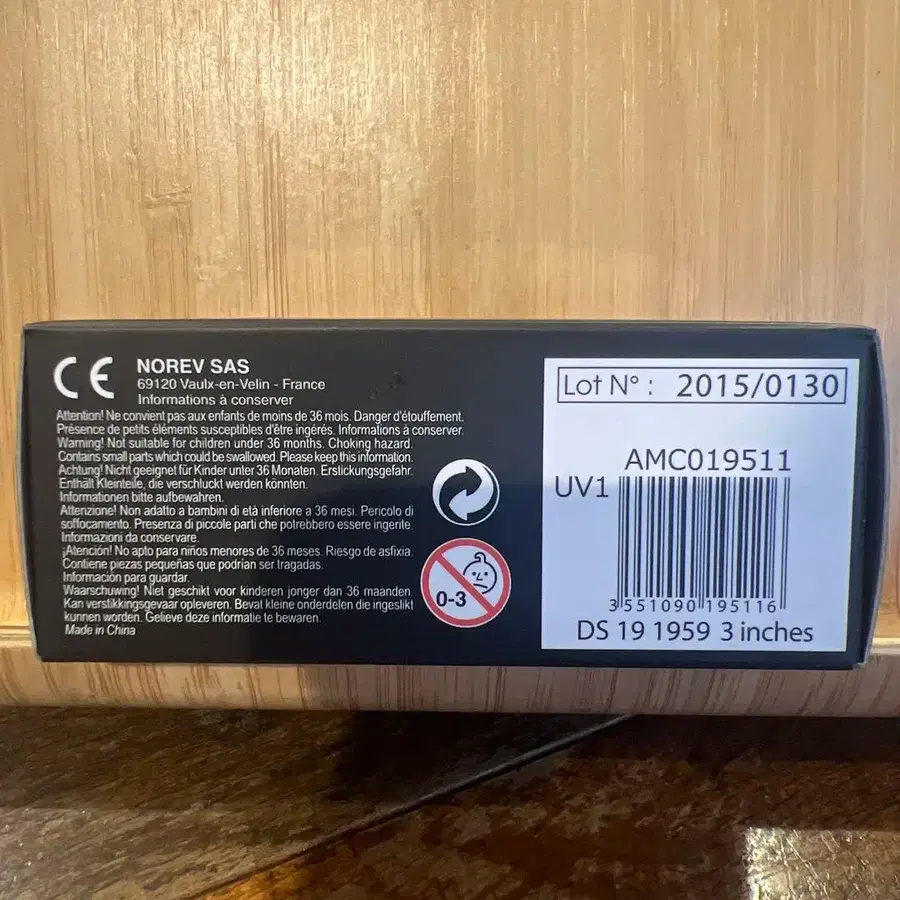 CE
NOREV SAS
69120 Vaulx-en-Velin - France
Informations à conserver
Attention! Ne convient pas aux enfants de moins de 36 mois. Danger d'étouffement.
Présence de petits éléments susceptibles d'être ingérés. Informations à conserver.
Warning! Not suitable for children under 36 months. Choking hazard.
Contains small parts which could be swallowed. Please keep this information.
Achtung! Nicht geeignet für Kinder unter 36 Monaten. Erstickungsgefahr.
Enthält Kleinteile, die verschluckt werden könnten.
Informationen bitte aufbewahren.
Attenzione! Non adatto a bambini di età inferiore a 36 mesi. Pericolo di
soffocamento. Presenza di piccole parti che potrebbero essere ingerite.
Informazioni da conservare.
¡Atención! No apto para niños menores de 36 meses. Riesgo de asfixia.
Contiene piezas pequeñas que podrían ser tragadas.
Información para guardar.
Waarschuwing! Niet geschikt voor kinderen jonger dan 36 maanden.
Kan verstikkingsgevaar opleveren. Bevat kleine onderdelen die ingeslikt
kunnen worden. Gelieve deze informatie te bewaren.
Made in China
0-3
Lot N° : 2015/0130
AMC019511
UV1
3 551090 195116
DS 19 1959 3 inches